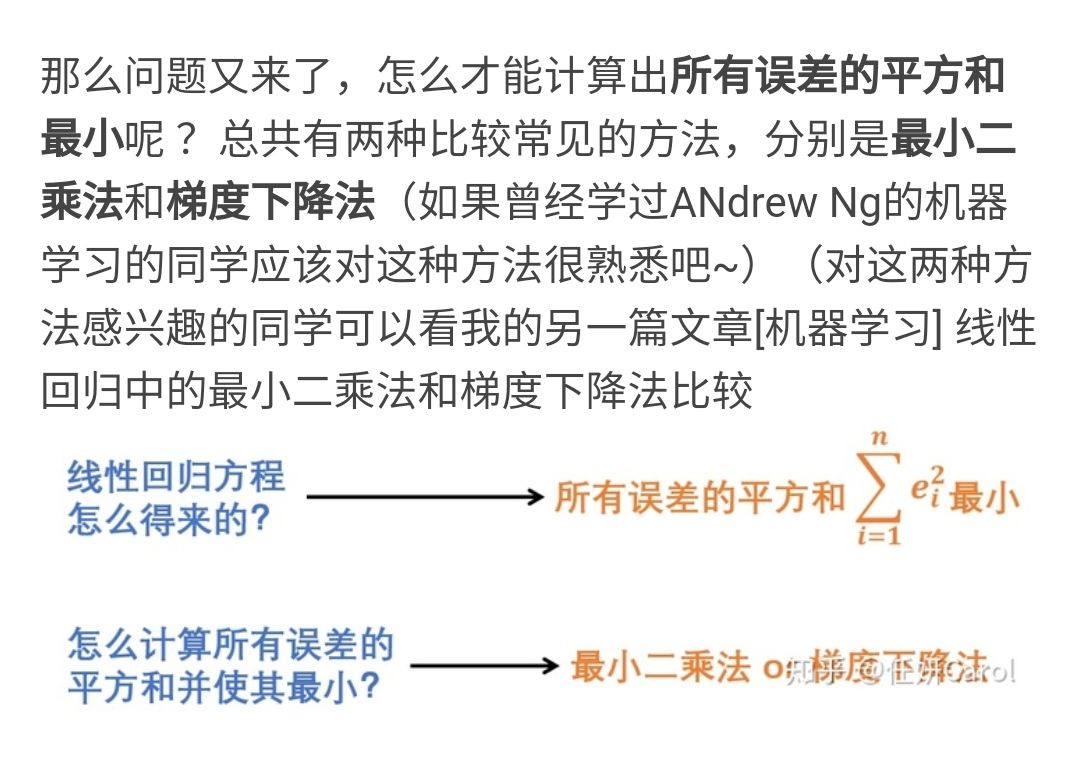 那么问题又来了，怎么才能计算出所有误差的平方和
最小呢 ？总共有两种比较常见的方法，分别是最小二
乘法和梯度下降法（如果曾经学过ANdrew Ng的机器
学习的同学应该对这种方法很熟悉吧~）（对这两种方
法感兴趣的同学可以看我的另一篇文章[机器学习] 线性
回归中的最小二乘法和梯度下降法比较
线性回归方程
怎么得来的?
所有误差的平方和 $\sum_{i=1}^{n} e_i^2$ 最小
怎么计算所有误差的
平方和并使其最小?
最小二乘法 or 梯度下降法
知乎 @任妍Carol